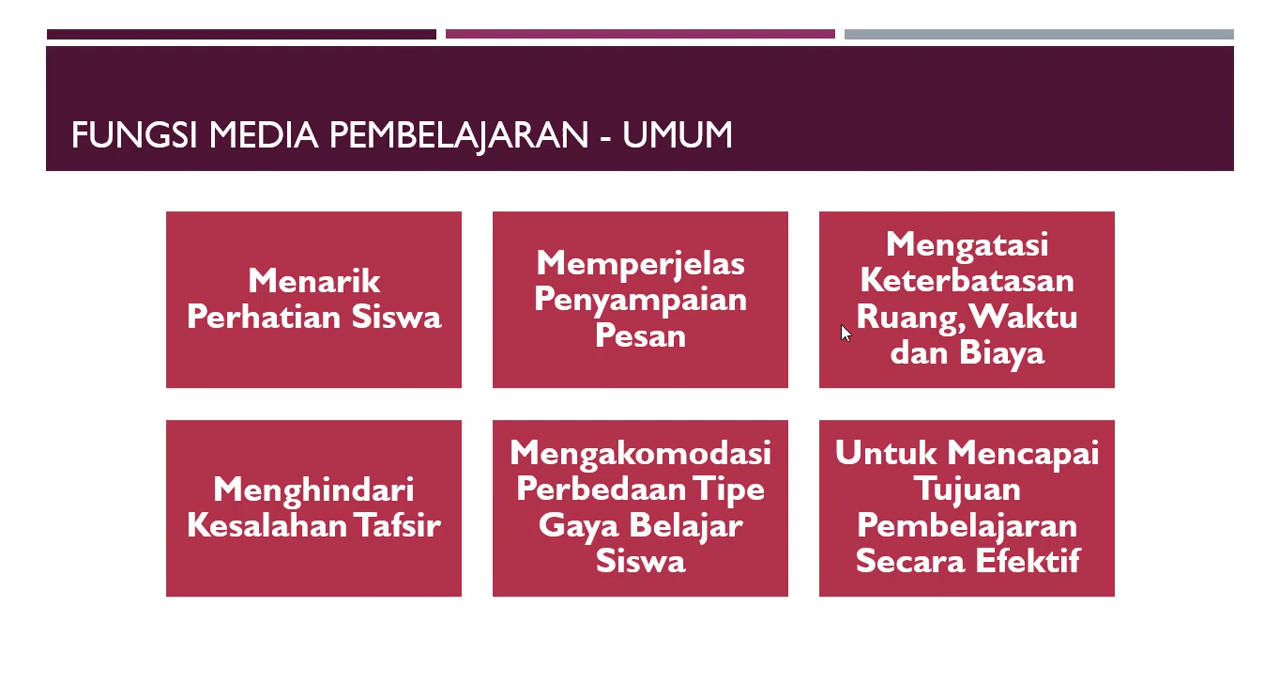 FUNGSI MEDIA PEMBELAJARAN - UMUM
Menarik
Perhatian Siswa
Memperjelas
Penyampaian
Pesan
Mengatasi
Keterbatasan
Ruang, Waktu
dan Biaya
Menghindari
Kesalahan Tafsir
Mengakomodasi
Perbedaan Tipe
Gaya Belajar
Siswa
Untuk Mencapai
Tujuan
Pembelajaran
Secara Efektif